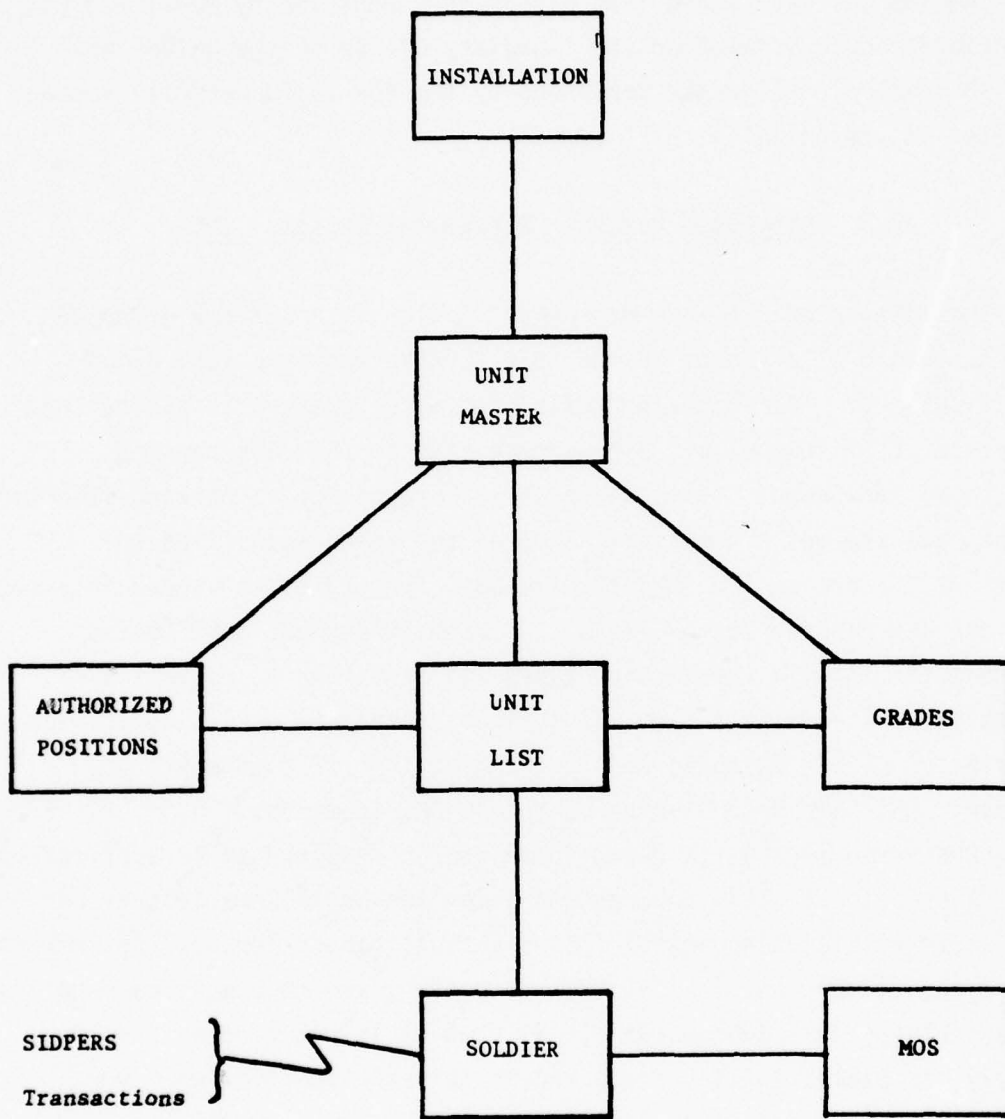 INSTALLATION
UNIT
MASTER
AUTHORIZED
POSITIONS
UNIT
LIST
GRADES
SIDPERS
Transactions
SOLDIER
MOS